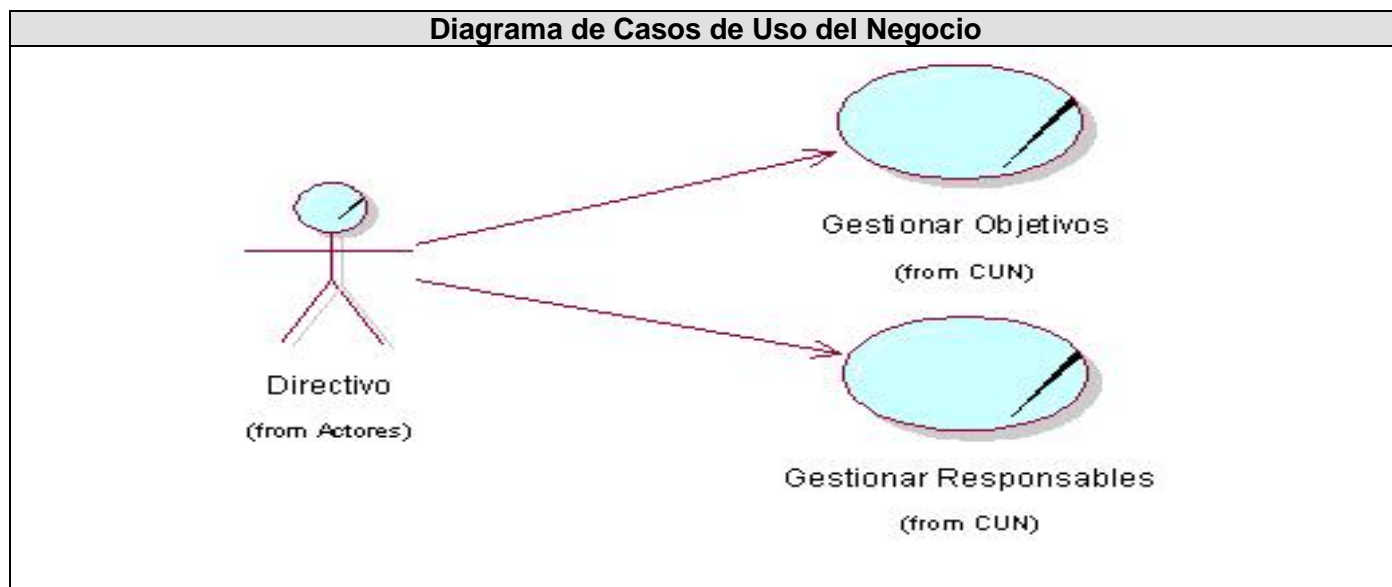 Diagrama de Casos de Uso del Negocio
Gestionar Objetivos
(from CUN)
Directivo
(from Actores)
Gestionar Responsables
(from CUN)